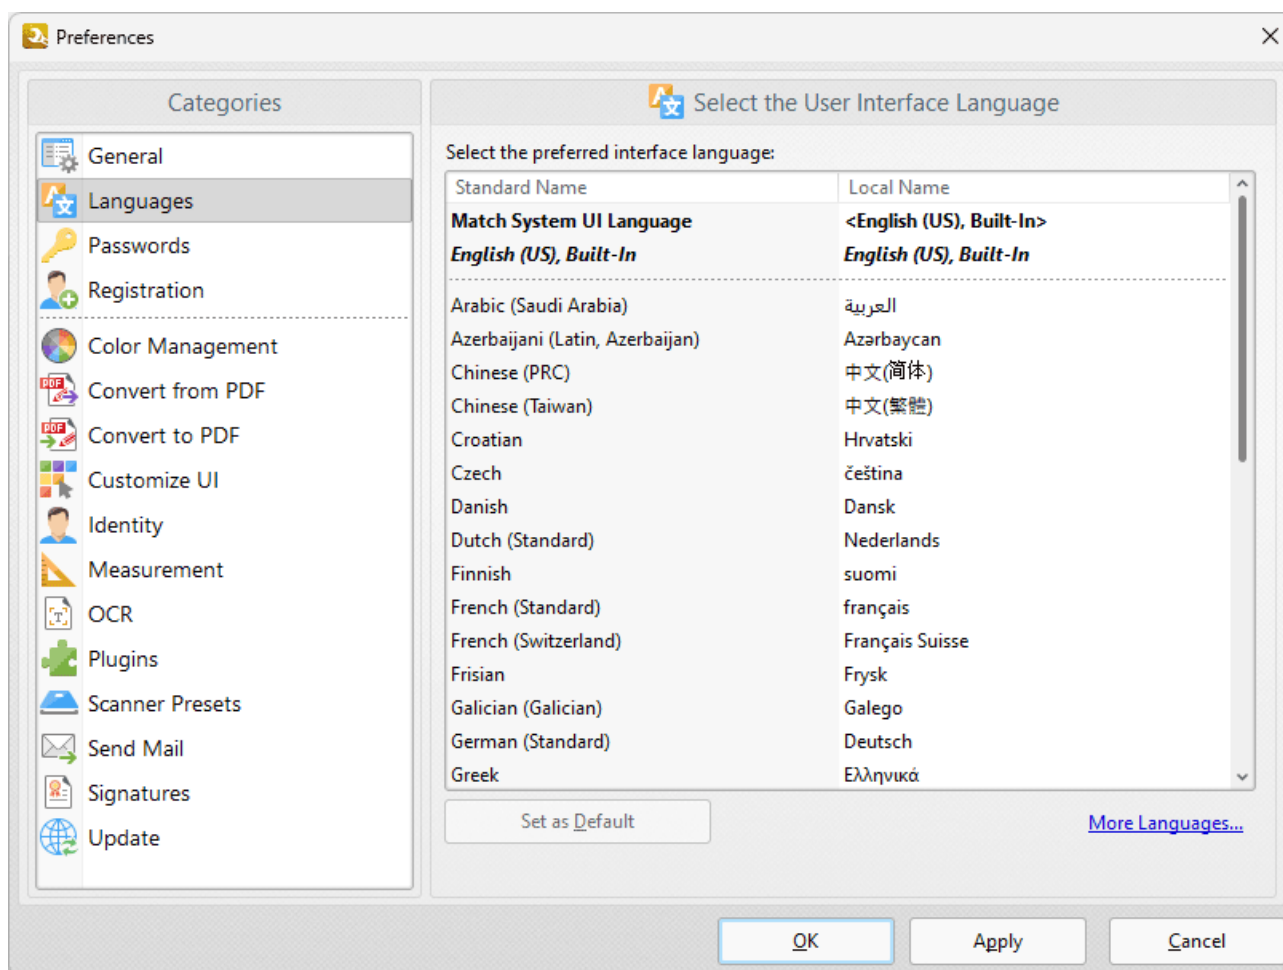 Preferences
Categories
General
Languages
Passwords
Registration
Color Management
Convert from PDF
Convert to PDF
Customize UI
Identity
Measurement
OCR
Plugins
Scanner Presets
Send Mail
Signatures
Update
Select the User Interface Language
Select the preferred interface language:
Standard Name Local Name
Match System UI Language <English (US), Built-In>
English (US), Built-In English (US), Built-In
Arabic (Saudi Arabia) العربية
Azerbaijani (Latin, Azerbaijan) Azərbaycan
Chinese (PRC) 中文(简体)
Chinese (Taiwan) 中文(繁體)
Croatian Hrvatski
Czech čeština
Danish Dansk
Dutch (Standard) Nederlands
Finnish suomi
French (Standard) français
French (Switzerland) Français Suisse
Frisian Frysk
Galician (Galician) Galego
German (Standard) Deutsch
Greek Ελληνικά
Set as Default More Languages...
OK Apply Cancel